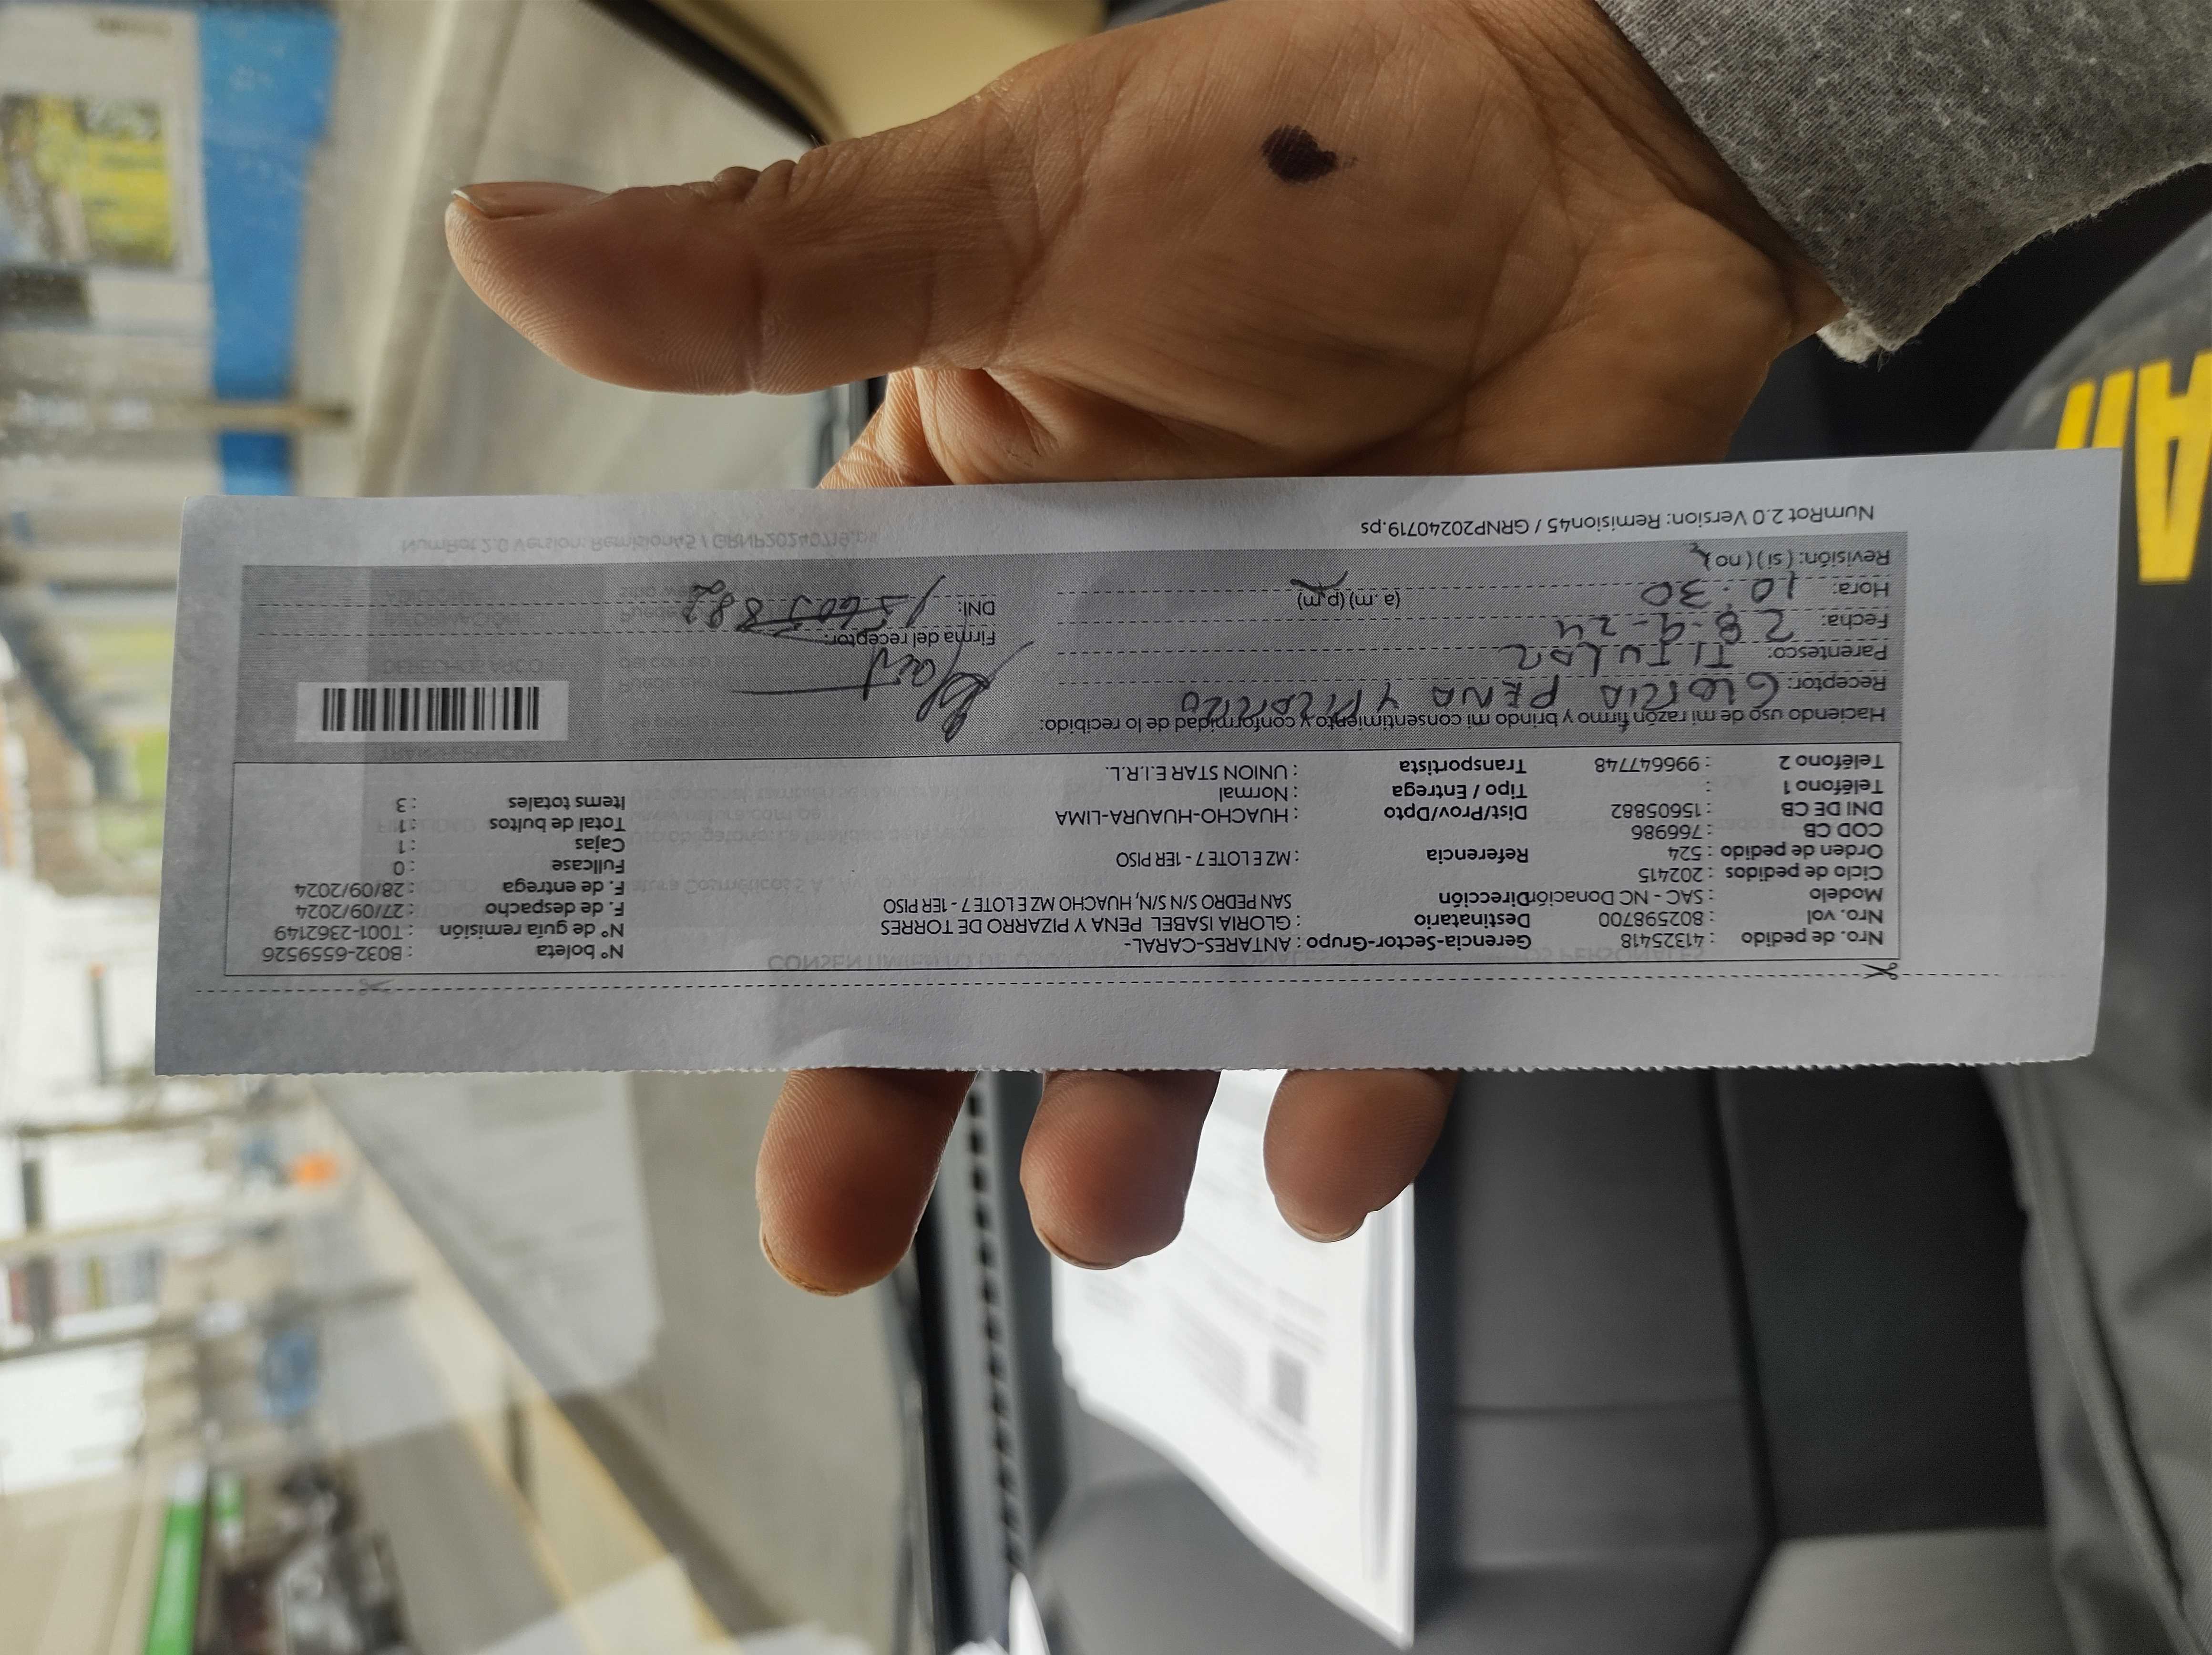 Nro. de pedido : 41325418 Gerencia-Sector-Grupo : ANTARES-CARAL- N° boleta : B032-6559526
Nro. vol : 802598700 Destinatario : GLORIA ISABEL PENA Y PIZARRO DE TORRES N° de guía remisión : T001-2362149
Modelo : SAC - NC Donación Dirección SAN PEDRO S/N S/N, HUACHO MZ E LOTE 7 - 1ER PISO F. de despacho : 27/09/2024
Ciclo de pedidos : 202415 F. de entrega : 28/09/2024
Orden de pedido : 524 Referencia : MZ E LOTE 7 - 1ER PISO Fullcase : 0
COD CB : 766986 Cajas : 1
DNI DE CB : 15605882 Dist/Prov/Dpto : HUACHO-HUAURA-LIMA Total de bultos : 1
Teléfono 1 : Tipo / Entrega : Normal Items totales : 3
Teléfono 2 : 996647748 Transportista : UNION STAR E.I.R.L.
Haciendo uso de mi razón firmo y brindo mi consentimiento y conformidad de lo recibido:
Receptor: GLORIA PENA Y PIZARRO
Parentesco: TITULAR
Fecha: 28-9-24 Firma del receptor:
Hora: 10:30 (a.m) (p.m) DNI: 15605882
Revisión: (si) (no)
NumRot 2.0 Version: Remision45 / GRNP20240719.ps